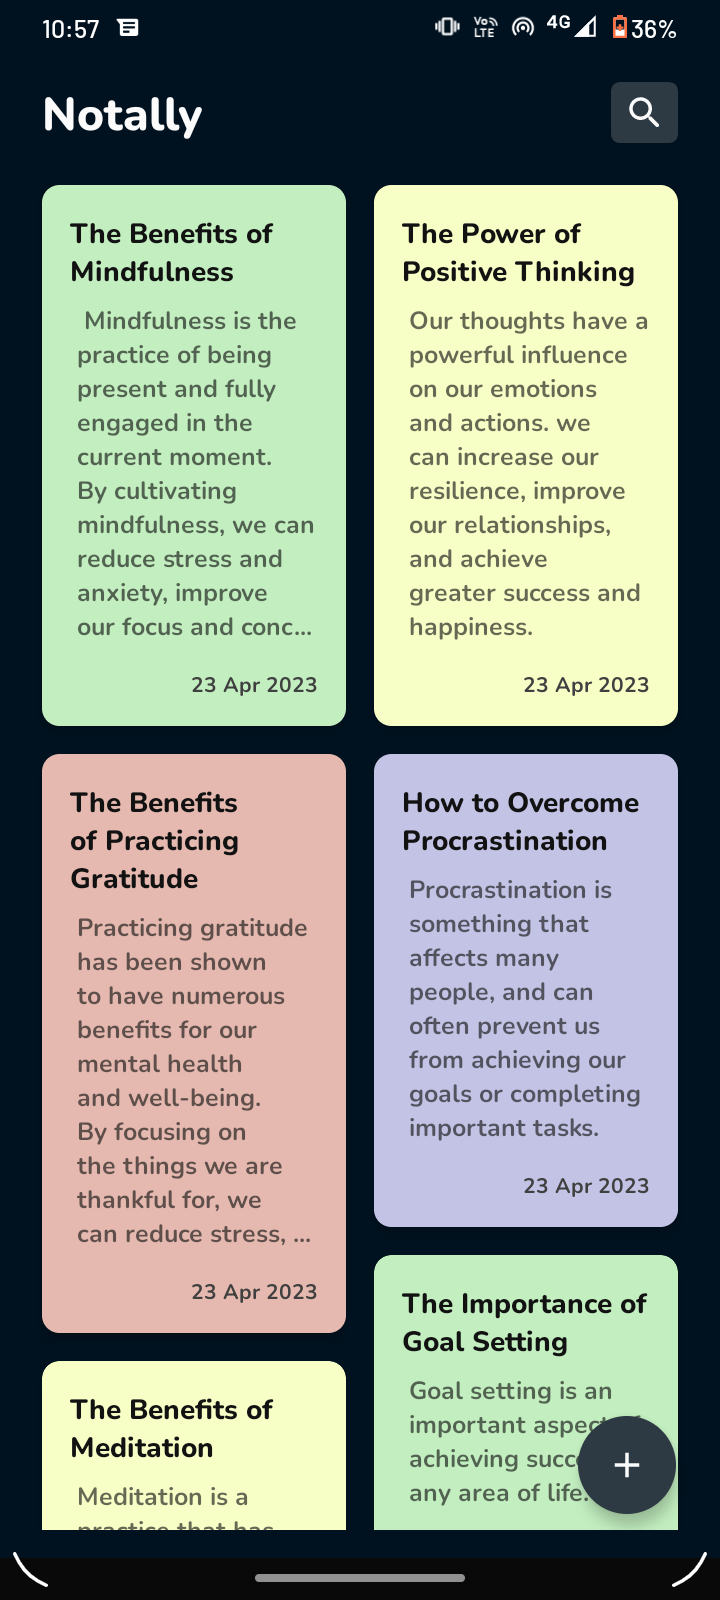 10:57
Vo LTE
4G
36%
Notally
The Benefits of
Mindfulness
Mindfulness is the
practice of being
present and fully
engaged in the
current moment.
By cultivating
mindfulness, we can
reduce stress and
anxiety, improve
our focus and conc...
23 Apr 2023
The Power of
Positive Thinking
Our thoughts have a
powerful influence
on our emotions
and actions. we
can increase our
resilience, improve
our relationships,
and achieve
greater success and
happiness.
23 Apr 2023
The Benefits
of Practicing
Gratitude
Practicing gratitude
has been shown
to have numerous
benefits for our
mental health
and well-being.
By focusing on
the things we are
thankful for, we
can reduce stress, ...
23 Apr 2023
How to Overcome
Procrastination
Procrastination is
something that
affects many
people, and can
often prevent us
from achieving our
goals or completing
important tasks.
23 Apr 2023
The Benefits of
Meditation
Meditation is a
practice that has
The Importance of
Goal Setting
Goal setting is an
important
achieving
any area of life.